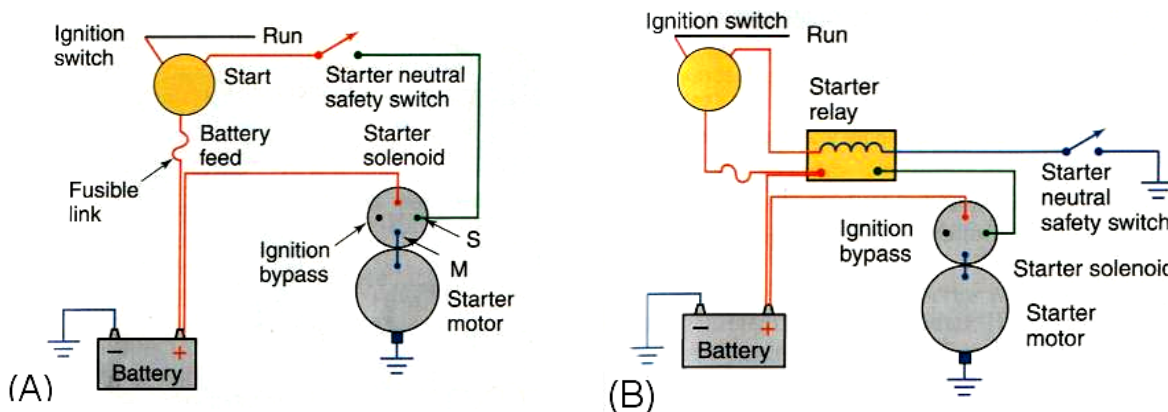 Ignition
switch
Run
Start
Starter neutral
safety switch
Battery
feed
Starter
solenoid
Fusible
link
Ignition
bypass
S
M
Starter
motor
− +
Battery
(A)
Ignition switch
Run
Starter
relay
Starter
neutral
safety switch
Ignition
bypass
Starter solenoid
Starter
motor
− +
Battery
(B)